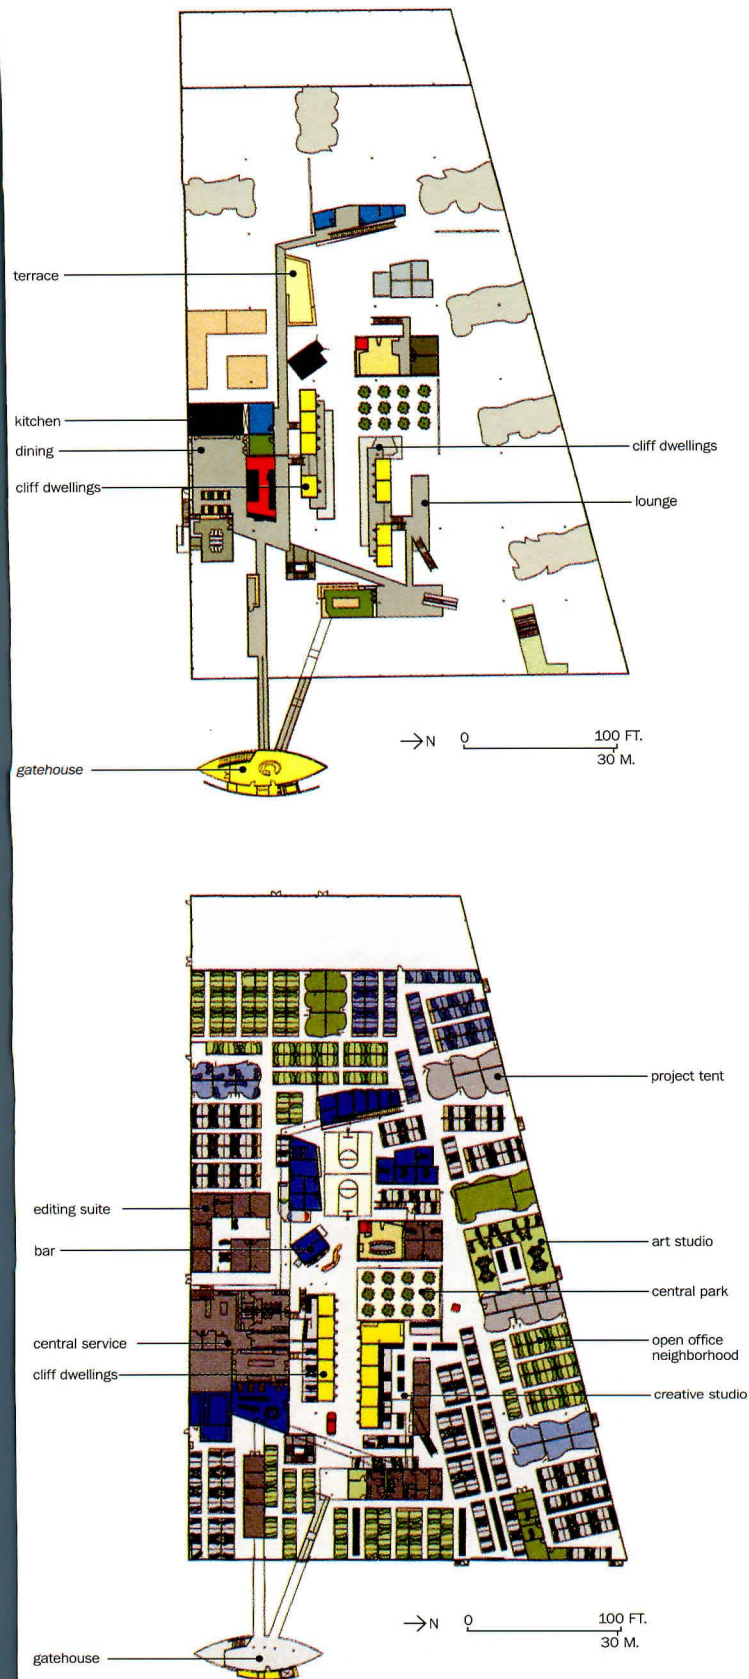 terrace
kitchen
dining
cliff dwellings
cliff dwellings
lounge
→N 0 100 FT.
30 M.
gatehouse
project tent
editing suite
bar
art studio
central park
central service
open office
neighborhood
cliff dwellings
creative studio
→N 0 100 FT.
30 M.
gatehouse